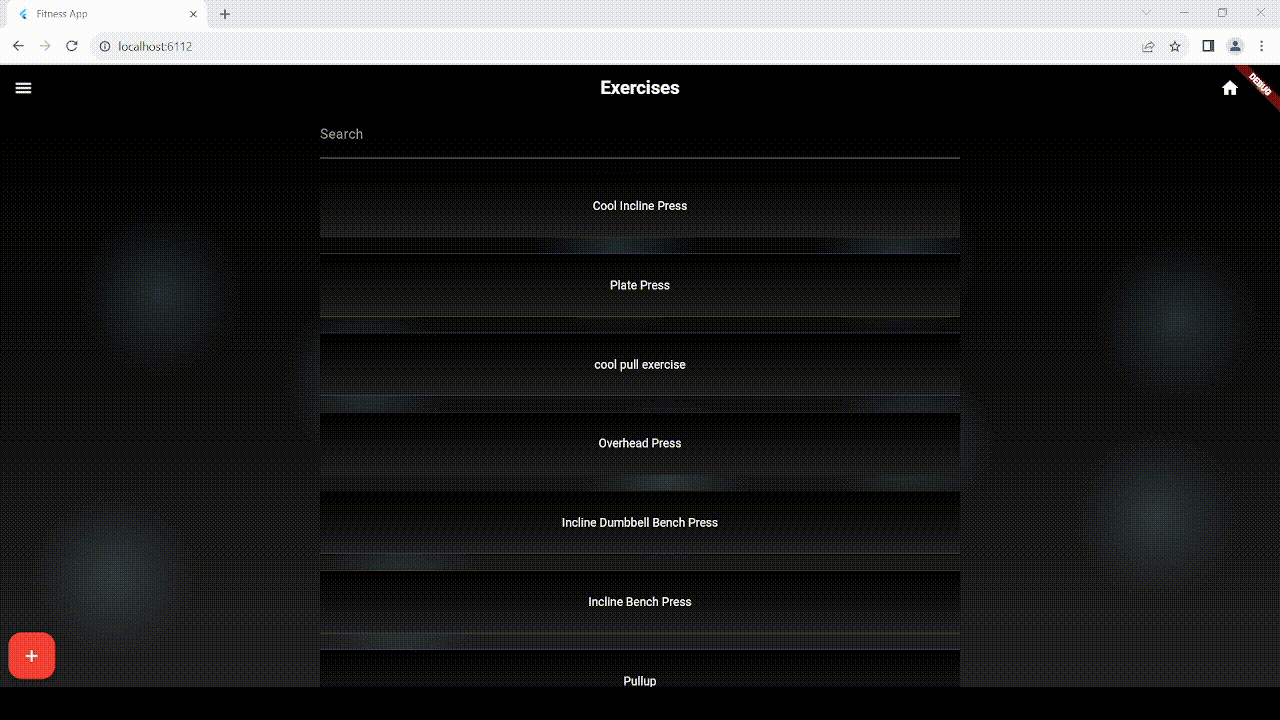 Fitness App
localhost:6112
Exercises
DEBUG
Search
Cool Incline Press
Plate Press
cool pull exercise
Overhead Press
Incline Dumbbell Bench Press
Incline Bench Press
Pullup